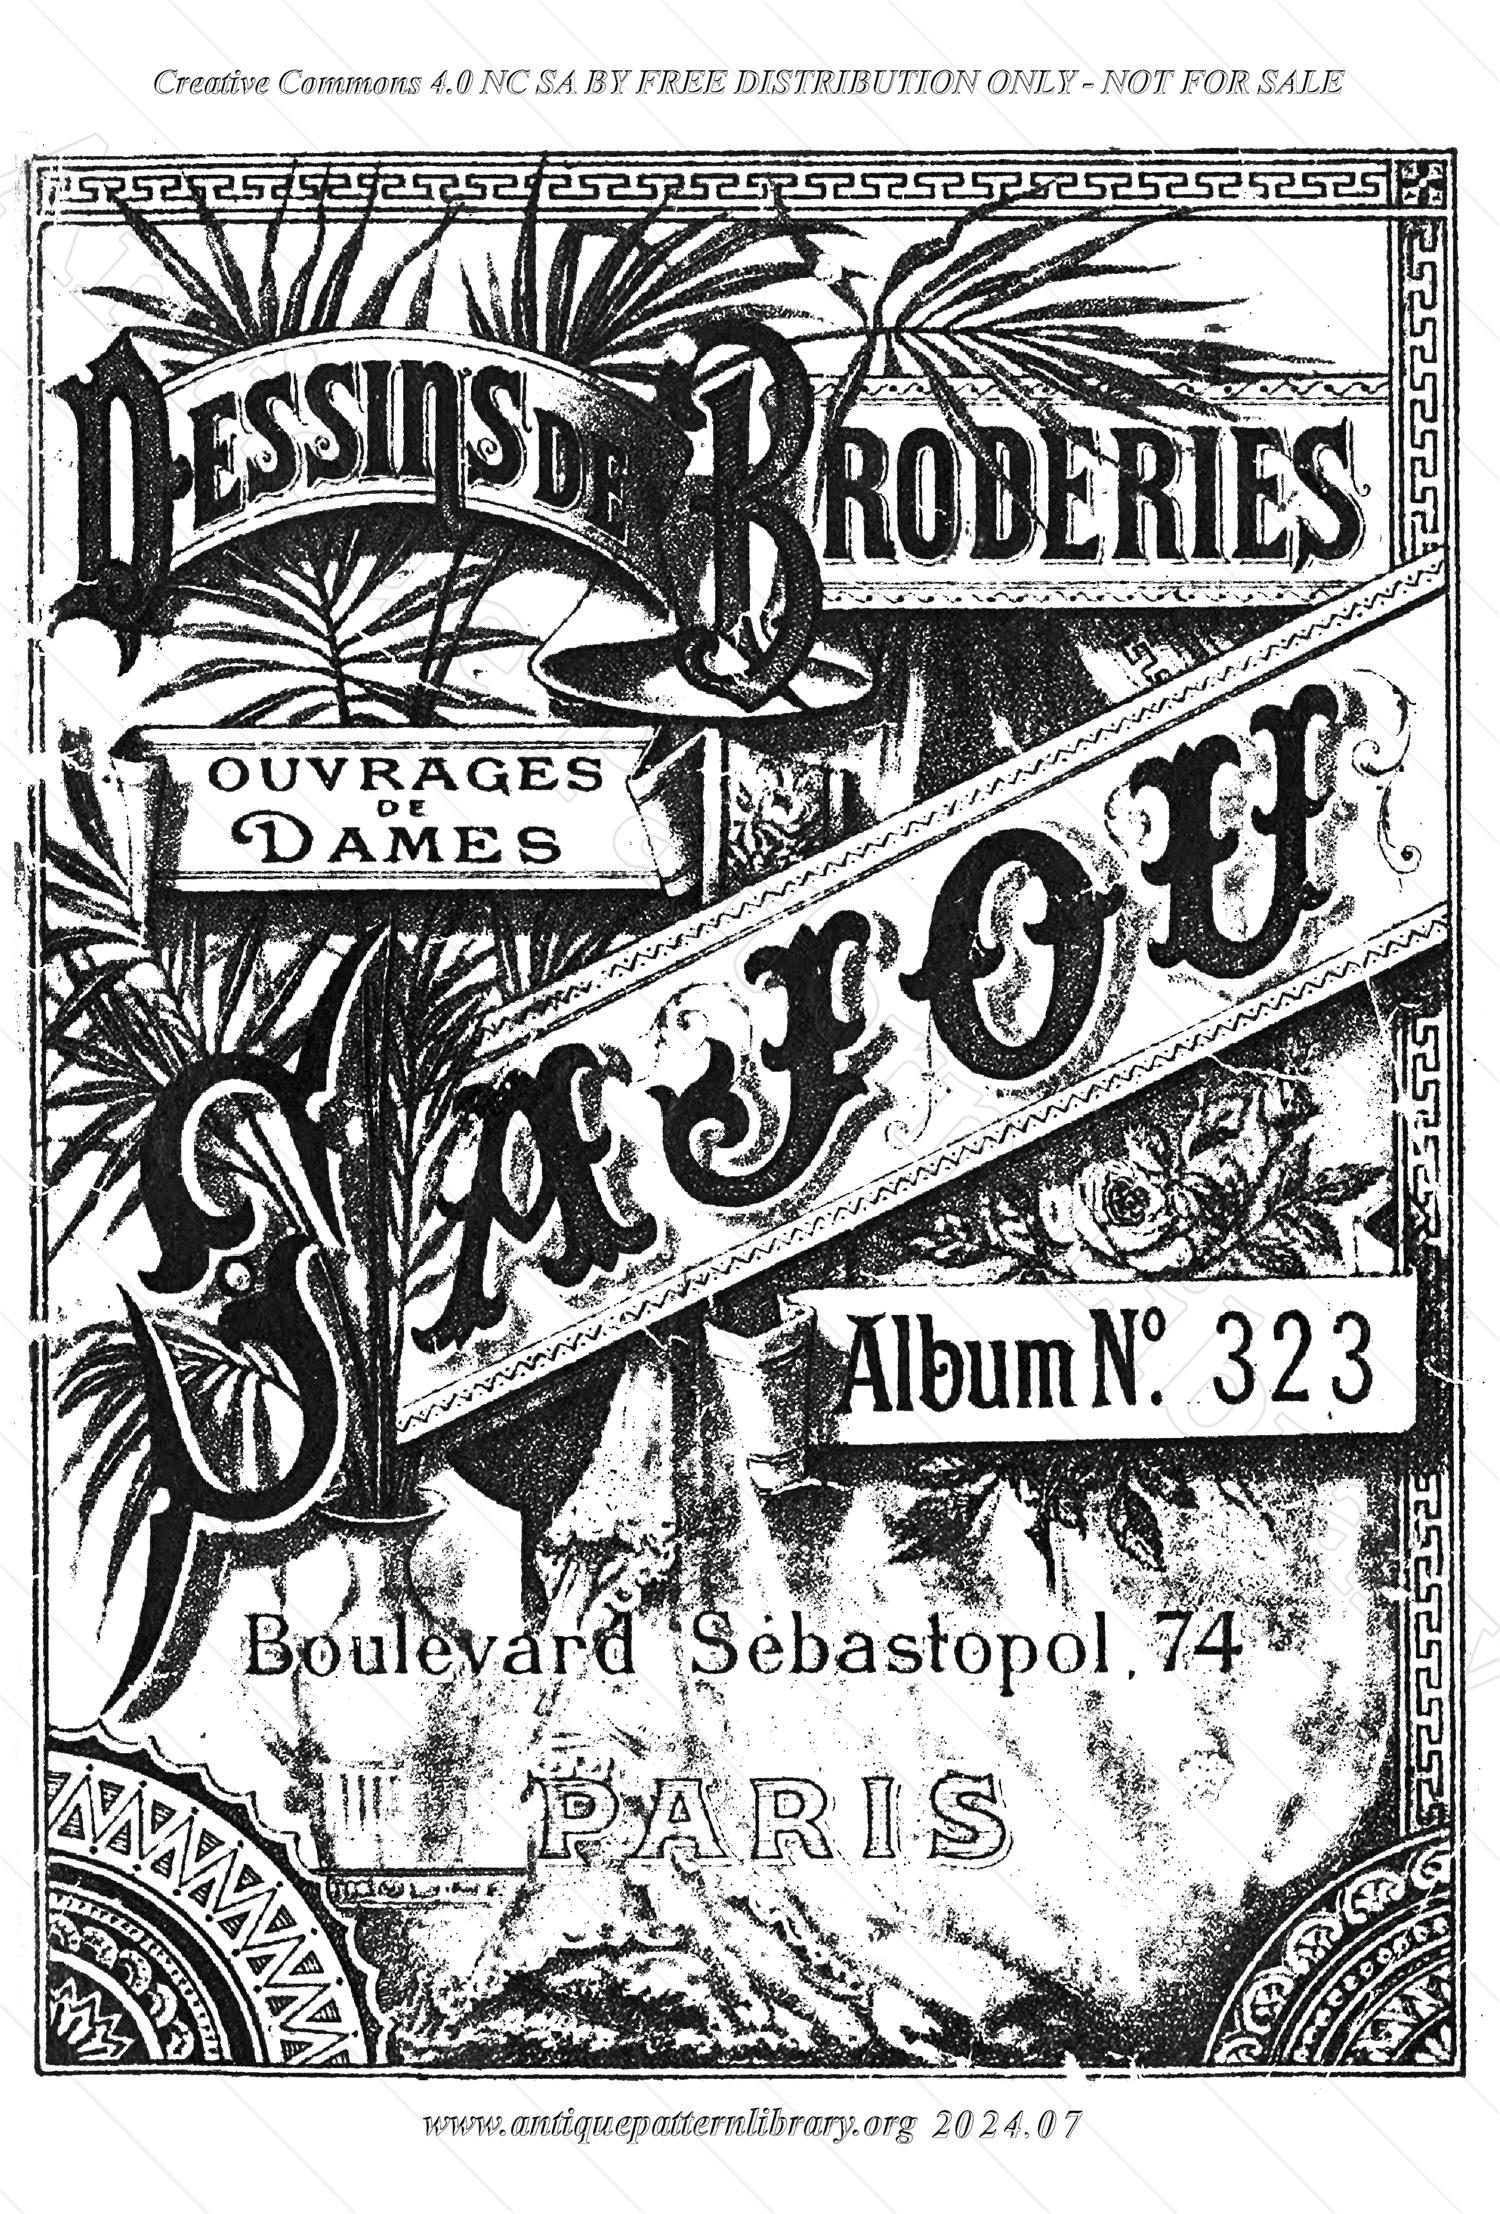 Creative Commons 4.0 NC SA BY FREE DISTRIBUTION ONLY - NOT FOR SALE
DESSINS DE BRODERIES
OUVRAGES
DE
DAMES
SAJOU
Album Nº. 323
Boulevard Sébastopol, 74
PARIS
www.antiquepatternlibrary.org 2024.07